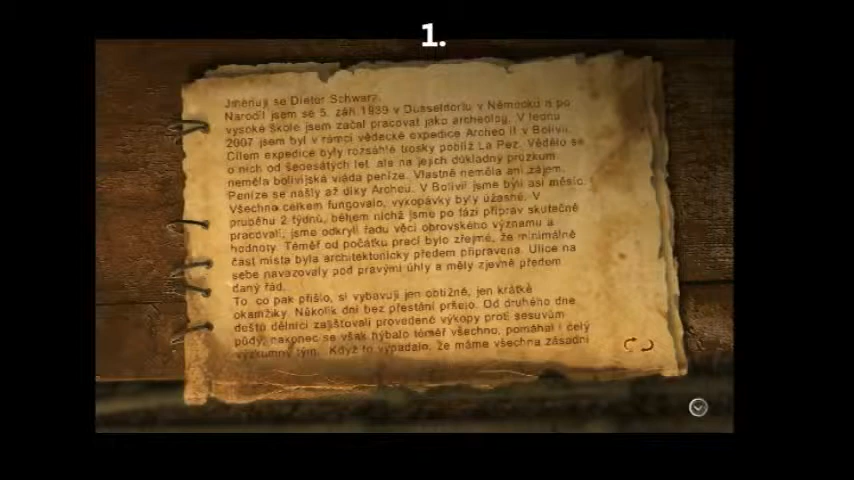 1.
Jmenuji se Dieter Schwarz.
Narodil jsem se 5. září 1939 v Düsseldorfu v Německu a po
vysoké škole jsem začal pracovat jako archeolog. V lednu
2007 jsem byl v rámci vědecké expedice Archeo II v Bolívii.
Cílem expedice byly rozsáhlé trosky poblíž La Pez. Vědělo se
o nich od šedesátých let, ale na jejich důkladný průzkum
neměla bolívijská vláda peníze. Vlastně neměla ani zájem.
Peníze se našly až díky Archeu. V Bolívii jsme byli asi měsíc.
Všechno celkem fungovalo, vykopávky byly úžasné. V
průběhu 2 týdnů, během nichž jsme po fázi příprav skutečně
pracovali, jsme odkryli řadu věcí obrovského významu a
hodnoty. Téměř od počátku prací bylo zřejmé, že minimálně
část místa byla architektonicky předem připravena. Ulice na
sebe navazovaly pod pravými úhly a měly zjevně předem
daný řád.
To, co pak přišlo, si vybavuji jen obtížně, jen krátké
okamžiky. Několik dní bez přestání pršelo. Od druhého dne
deště dělníci zajišťovali provedené výkopy proti sesuvům
půdy, nakonec se však hýbalo téměř všechno, pomáhal i celý
výzkumný tým. Když to vypadalo, že máme všechna zásadní